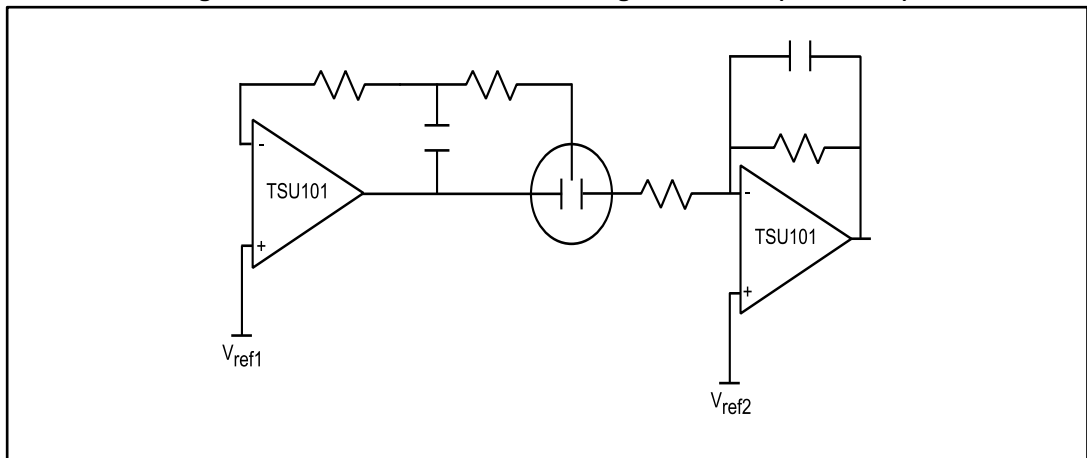 -
TSU101
+
Vref1
-
TSU101
+
Vref2